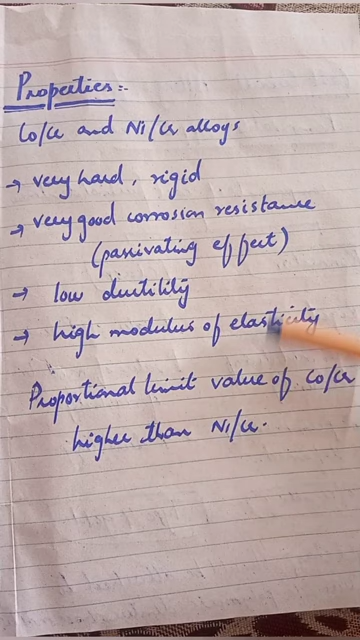 Properties:-
Co/Cr and Ni/Cr alloys
→ very hard, rigid
→ very good corrosion resistance
(passivating effect)
→ low ductility
→ high modulus of elasticity
Proportional limit value of Co/Cr
higher than Ni/Cr.